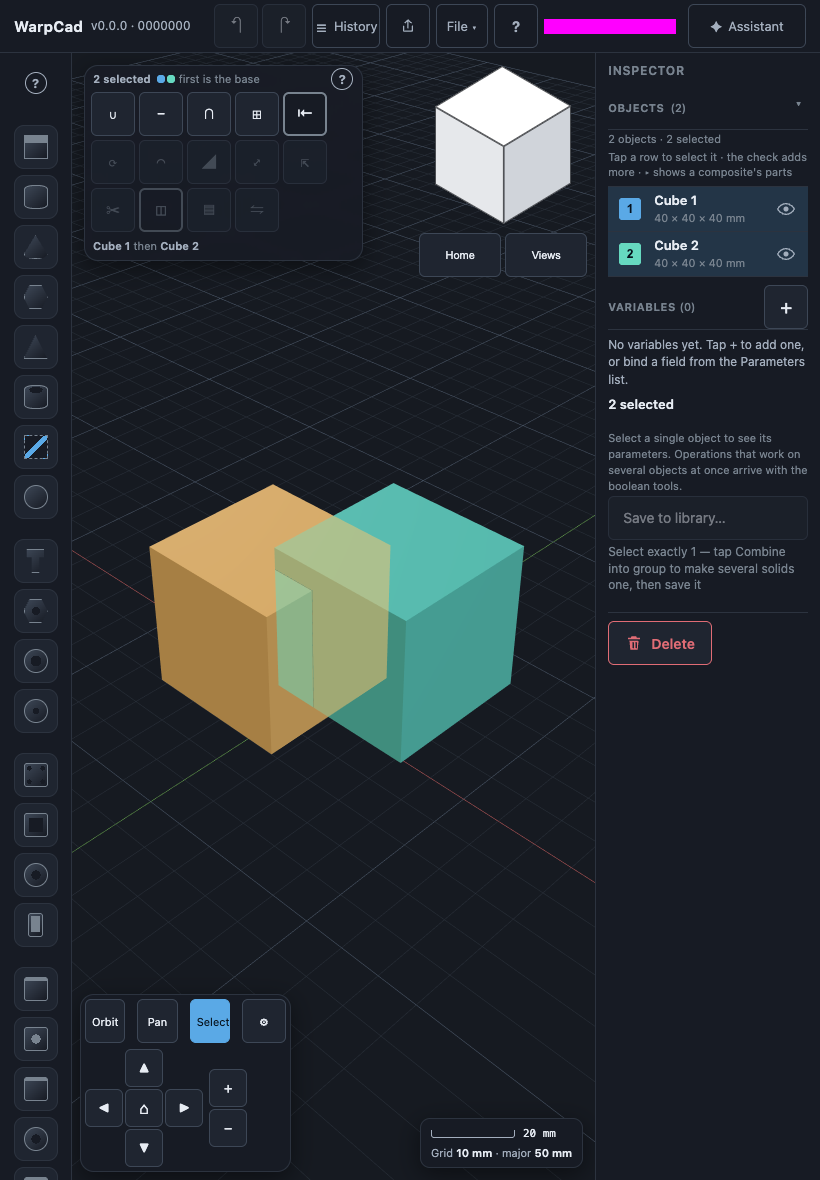 WarpCad v0.0.0 · 0000000
≡ History
File ▾
?
✦ Assistant
?
2 selected first is the base
?
Cube 1 then Cube 2
Home
Views
INSPECTOR
OBJECTS (2)
2 objects · 2 selected
Tap a row to select it · the check adds
more · ▸ shows a composite's parts
1 Cube 1
40 × 40 × 40 mm
2 Cube 2
40 × 40 × 40 mm
VARIABLES (0)
+
No variables yet. Tap + to add one,
or bind a field from the Parameters
list.
2 selected
Select a single object to see its
parameters. Operations that work on
several objects at once arrive with the
boolean tools.
Save to library…
Select exactly 1 — tap Combine
into group to make several solids
one, then save it
Delete
Orbit
Pan
Select
+
−
20 mm
Grid 10 mm · major 50 mm